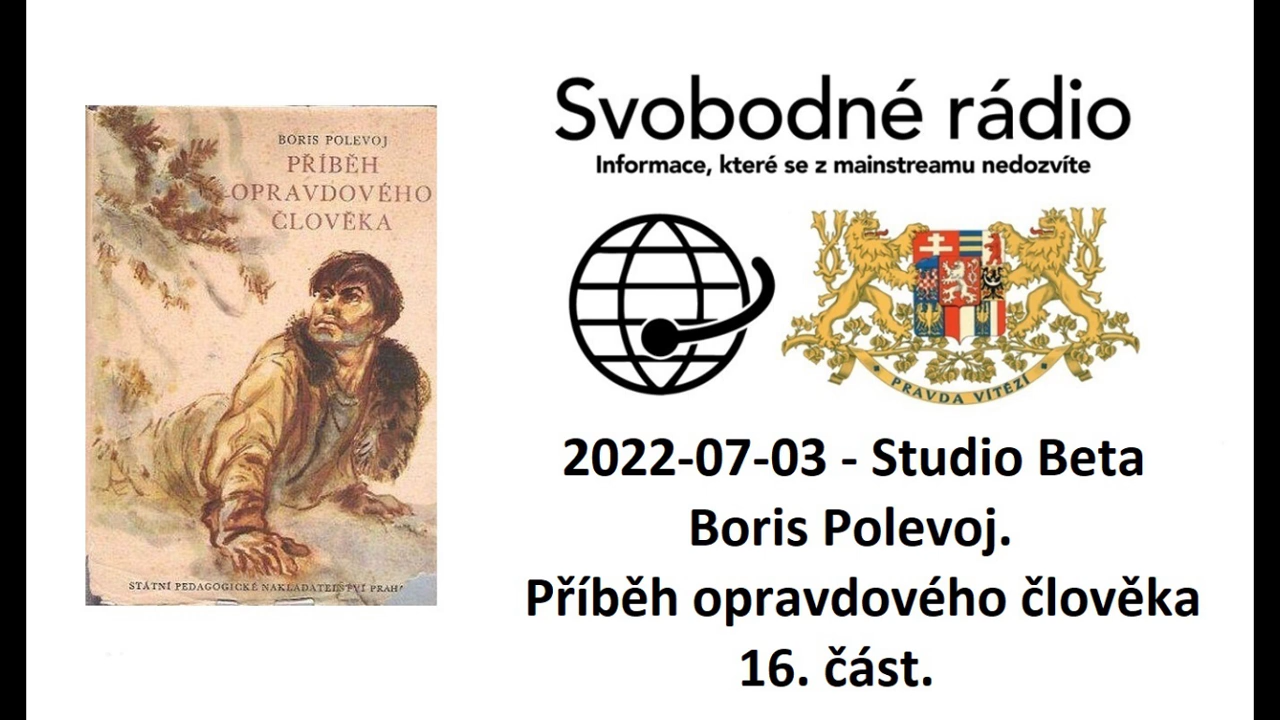 BORIS POLEVOJ
PŘÍBĚH
OPRAVDOVÉHO
ČLOVĚKA
STÁTNÍ PEDAGOGICKÉ NAKLADATELSTVÍ PRAHA
Svobodné rádio
Informace, které se z mainstreamu nedozvíte
PRAVDA VÍTĚZÍ
2022-07-03 - Studio Beta
Boris Polevoj.
Příběh opravdového člověka
16. část.